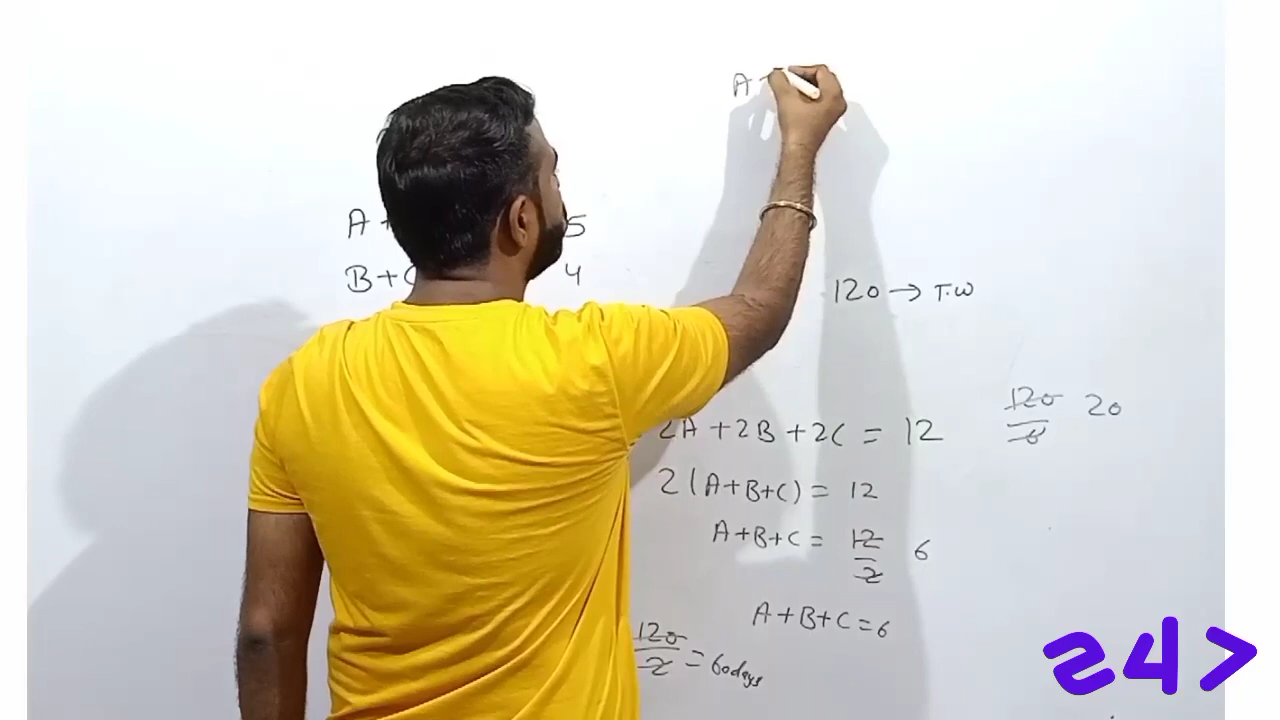 A -
A + 5
B+C 4
120 → T.W
2A + 2B + 2C = 12
120/6 20
2(A+B+C) = 12
A+B+C = 12/2 6
A+B+C=6
120/2 = 60days
247